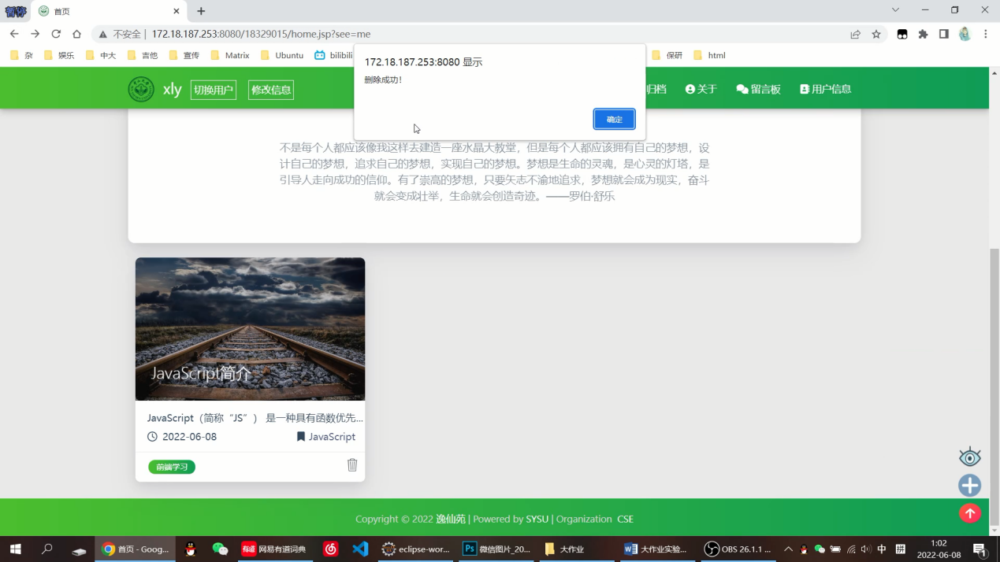 暂停
首页
不安全 | 172.18.187.253:8080/18329015/home.jsp?see=me
杂 娱乐 中大 吉他 宣传 Matrix Ubuntu bilibili 保研 html
172.18.187.253:8080 显示
删除成功!
确定
xly 切换用户 修改信息 归档 关于 留言板 用户信息
不是每个人都应该像我这样去建造一座水晶大教堂，但是每个人都应该拥有自己的梦想，设
计自己的梦想，追求自己的梦想，实现自己的梦想。梦想是生命的灵魂，是心灵的灯塔，是
引导人走向成功的信仰。有了崇高的梦想，只要矢志不渝地追求，梦想就会成为现实，奋斗
就会变成壮举，生命就会创造奇迹。——罗伯·舒乐
JavaScript简介
JavaScript（简称“JS”） 是一种具有函数优先...
2022-06-08 JavaScript
前端学习
Copyright © 2022 逸仙苑 | Powered by SYSU | Organization CSE
首页 - Goog... 有道 网易有道词典 eclipse-wor... Ps 微信图片_20... 大作业 大作业实验... OBS 26.1.1 ... 中 拼 1:02
2022-06-08
1